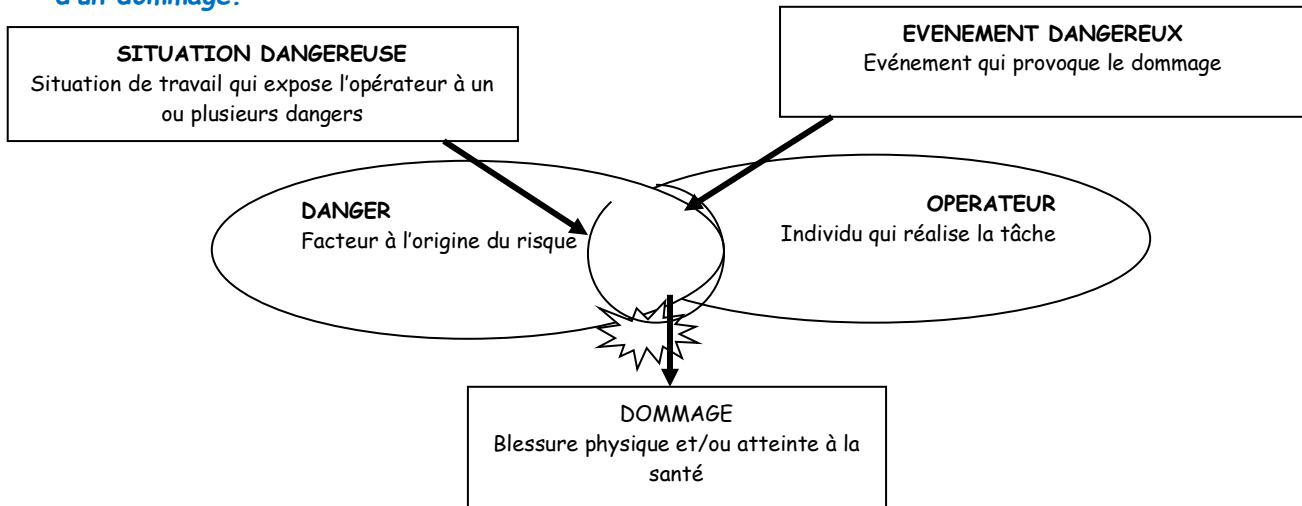 d'un dommage.
SITUATION DANGEREUSE
Situation de travail qui expose l'opérateur à un
ou plusieurs dangers
EVENEMENT DANGEREUX
Evénement qui provoque le dommage
DANGER
Facteur à l'origine du risque
OPERATEUR
Individu qui réalise la tâche
DOMMAGE
Blessure physique et/ou atteinte à la
santé